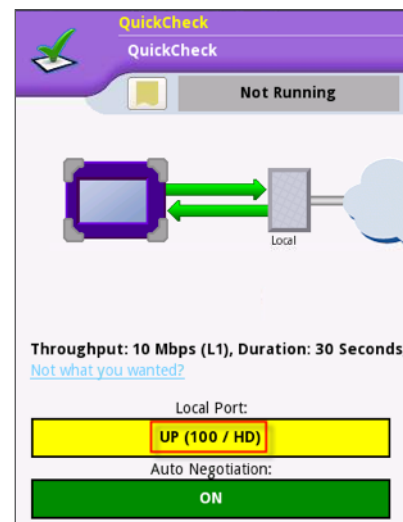 QuickCheck
QuickCheck
Not Running
Local
Throughput: 10 Mbps (L1), Duration: 30 Seconds
Not what you wanted?
Local Port:
UP (100 / HD)
Auto Negotiation:
ON